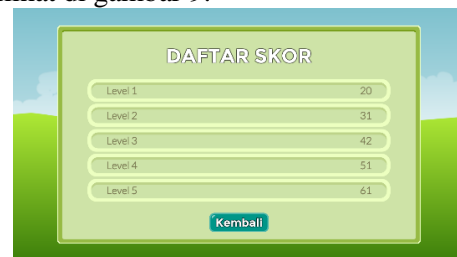 di gambar 9.
DAFTAR SKOR
Level 1 20
Level 2 31
Level 3 42
Level 4 51
Level 5 61
Kembali